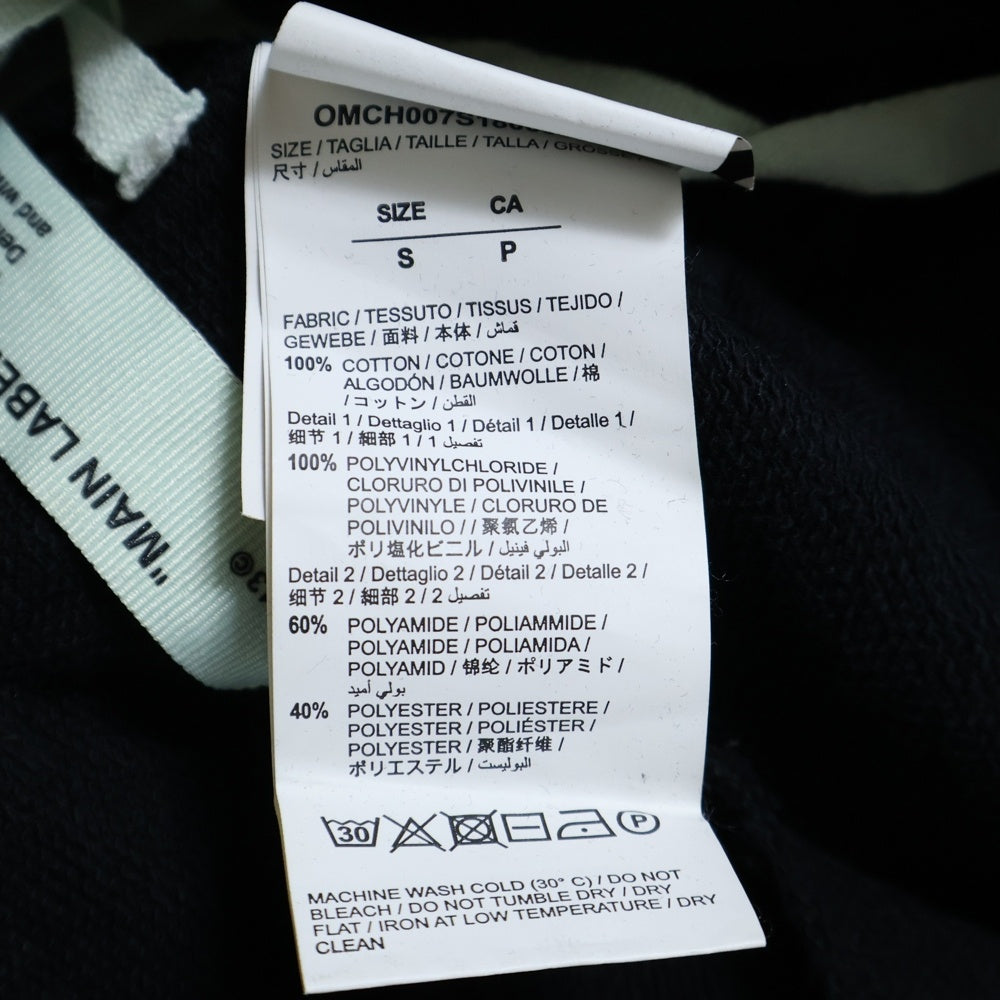 OMCH007S18
SIZE / TAGLIA / TAILLE / TALLA /
尺寸 / المقاس
SIZE CA
S P
FABRIC / TESSUTO / TISSUS / TEJIDO /
GEWEBE / 面料 / 本体 / قماش
100% COTTON / COTONE / COTON /
ALGODÓN / BAUMWOLLE / 棉
/ コットン / القطن
Detail 1 / Dettaglio 1 / Détail 1 / Detalle 1 /
细节 1 / 細部 1 / 1 تفصيل
100% POLYVINYLCHLORIDE /
CLORURO DI POLIVINILE /
POLYVINYLE / CLORURO DE
POLIVINILO / / 聚氯乙烯 /
ポリ塩化ビニル / البولي فينيل
Detail 2 / Dettaglio 2 / Détail 2 / Detalle 2 /
细节 2 / 細部 2 / 2 تفصيل
60% POLYAMIDE / POLIAMMIDE /
POLYAMIDE / POLIAMIDA /
POLYAMID / 锦纶 / ポリアミド /
بولي أميد
40% POLYESTER / POLIESTERE /
POLYESTER / POLIÉSTER /
POLYESTER / 聚酯纤维 /
ポリエステル / البوليستر
30 P
MACHINE WASH COLD (30° C) / DO NOT
BLEACH / DO NOT TUMBLE DRY / DRY
FLAT / IRON AT LOW TEMPERATURE / DRY
CLEAN
"MAIN LABE
13©
and